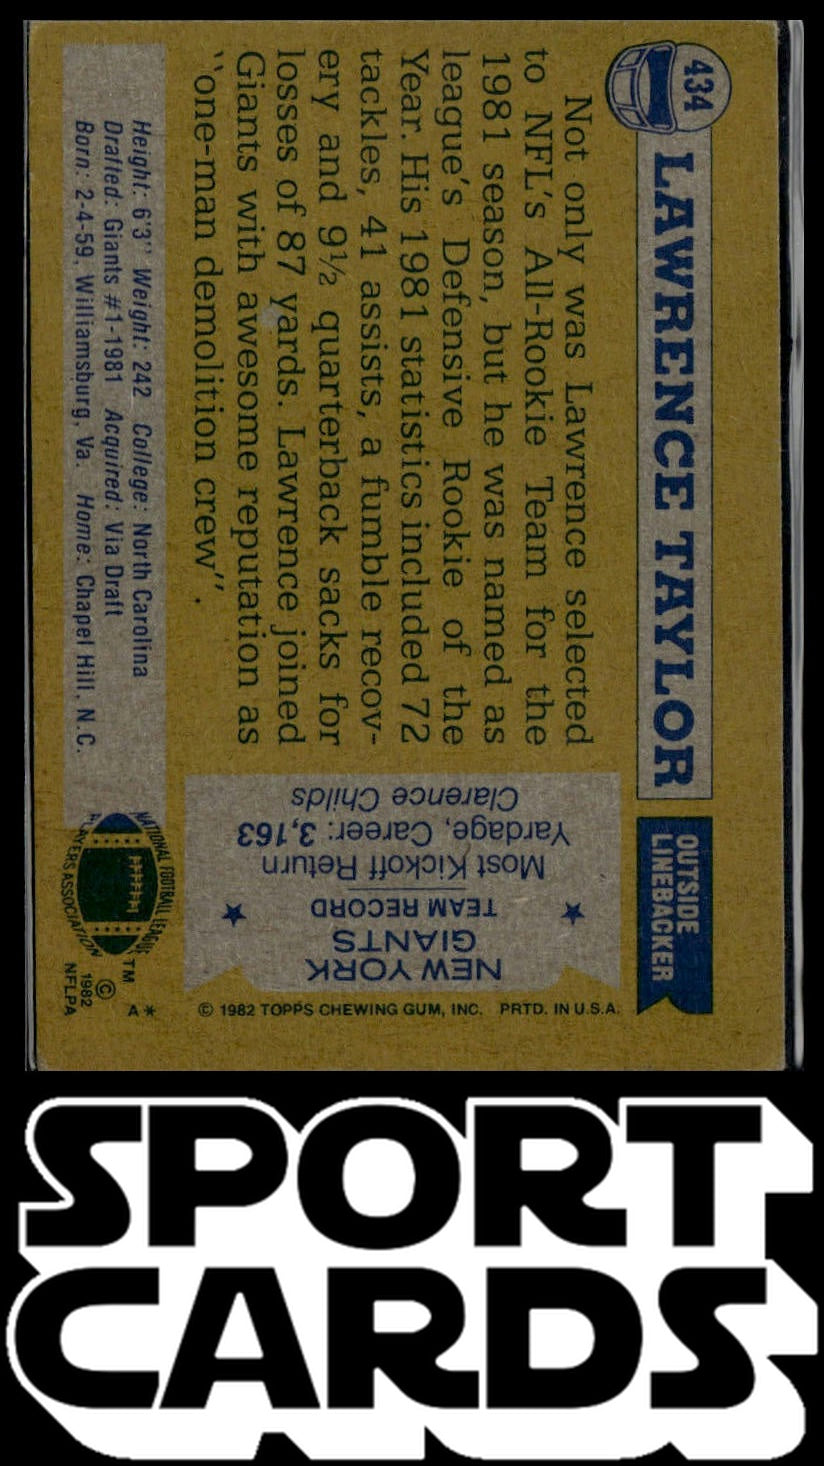 434
LAWRENCE TAYLOR
OUTSIDE
LINEBACKER
Not only was Lawrence selected
to NFL's All-Rookie Team for the
1981 season, but he was named as
league's Defensive Rookie of the
Year. His 1981 statistics included 72
tackles, 41 assists, a fumble recov-
ery and 9½ quarterback sacks for
losses of 87 yards. Lawrence joined
Giants with awesome reputation as
"one-man demolition crew".
Height: 6'3" Weight: 242 College: North Carolina
Drafted: Giants #1-1981 Acquired: Via Draft
Born: 2-4-59, Williamsburg, Va. Home: Chapel Hill, N.C.
NEW YORK
GIANTS
TEAM RECORD
Most Kickoff Return
Yardage, Career: 3,163
Clarence Childs
NATIONAL FOOTBALL LEAGUE
PLAYERS ASSOCIATION
TM
©
1982
NFLPA
A*
© 1982 TOPPS CHEWING GUM, INC. PRTD. IN U.S.A.
SPORT
CARDS